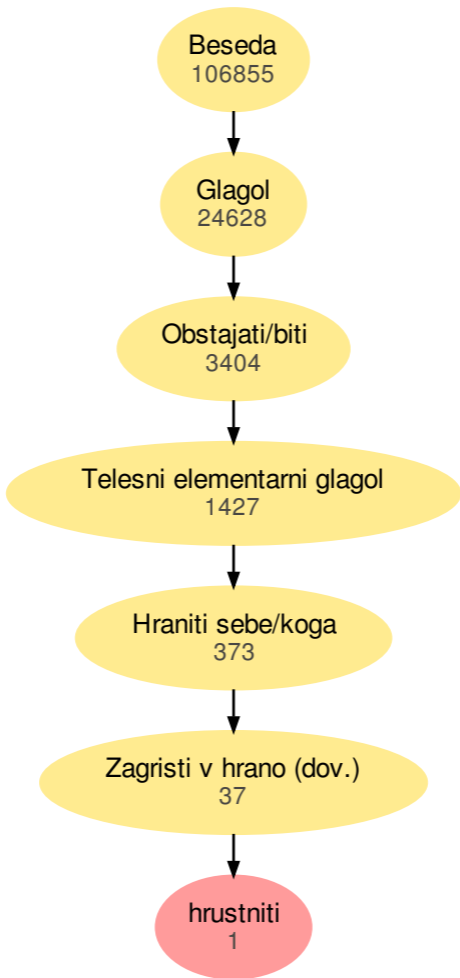 Beseda
106855
Glagol
24628
Obstajati/biti
3404
Telesni elementarni glagol
1427
Hraniti sebe/koga
373
Zagristi v hrano (dov.)
37
hrustniti
1